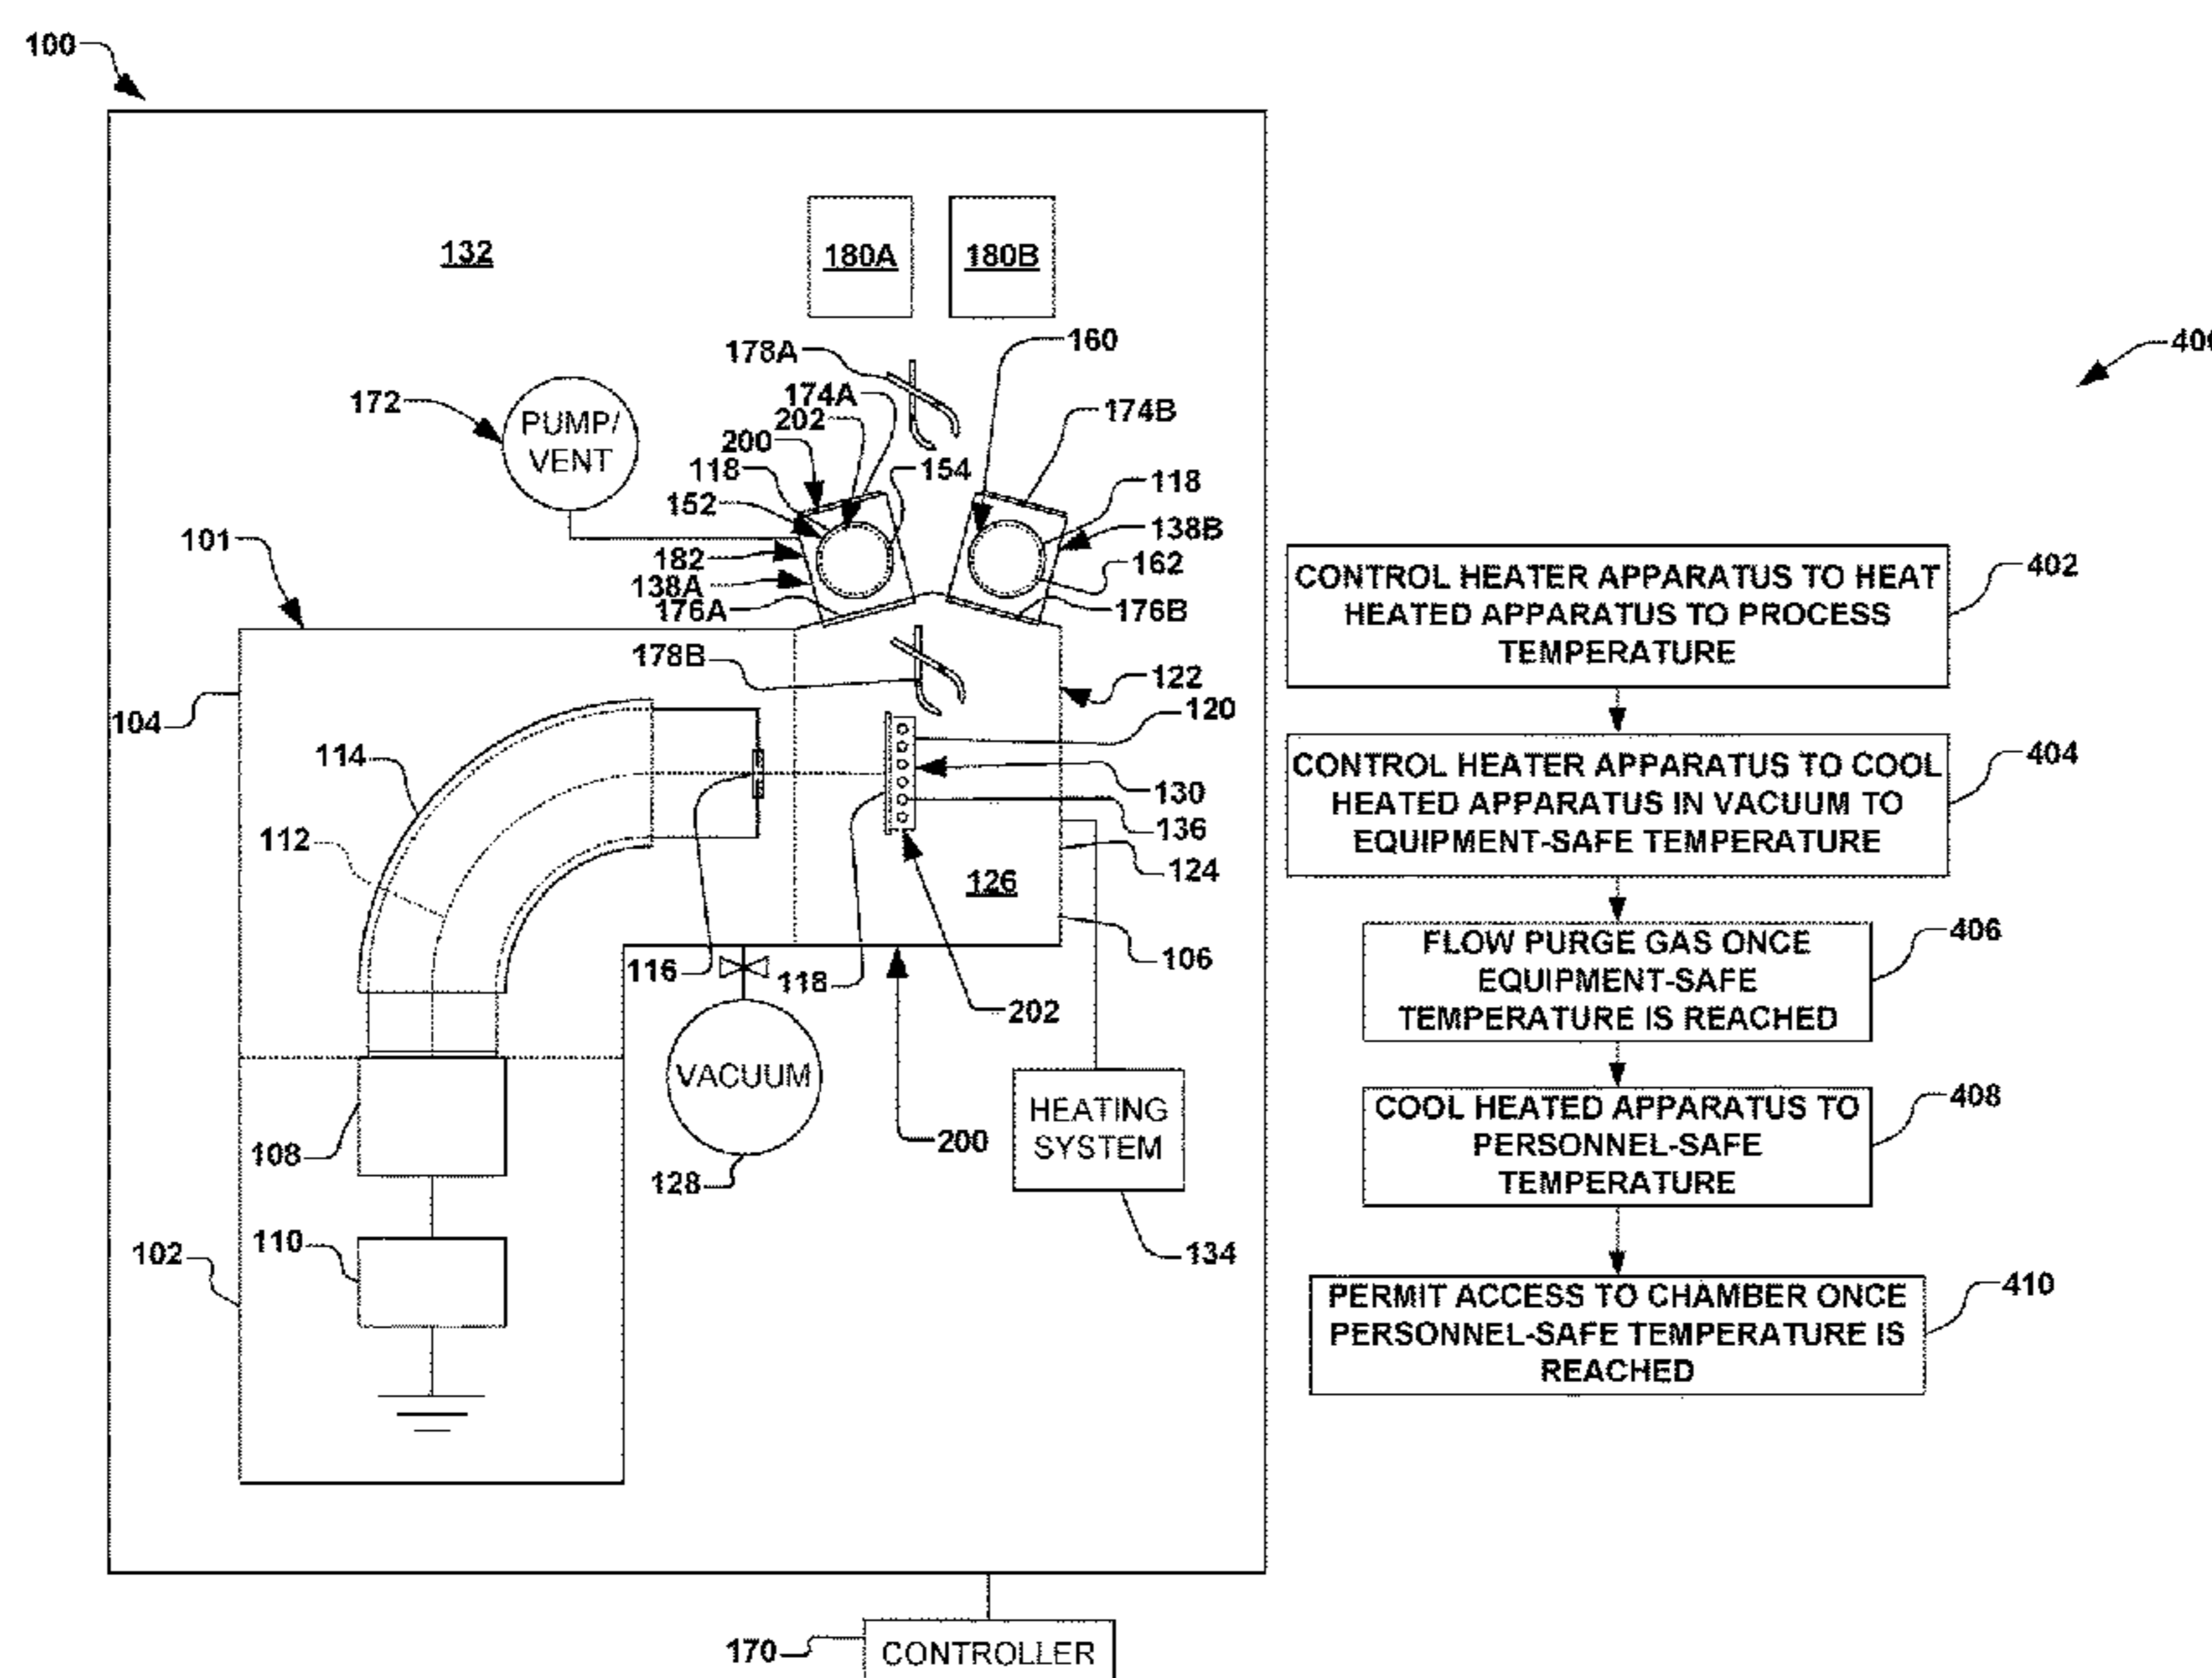 100
132
180A
180B
178A
160
174A
202
200
118
152
154
174B
118
138B
172
PUMP/
VENT
101
182
138A
176A
162
176B
178B
122
120
104
114
112
130
136
124
126
106
116
118
202
VACUUM
128
200
HEATING
SYSTEM
134
108
110
102
170
CONTROLLER
CONTROL HEATER APPARATUS TO HEAT
HEATED APPARATUS TO PROCESS
TEMPERATURE
402
CONTROL HEATER APPARATUS TO COOL
HEATED APPARATUS IN VACUUM TO
EQUIPMENT-SAFE TEMPERATURE
404
FLOW PURGE GAS ONCE
EQUIPMENT-SAFE
TEMPERATURE IS REACHED
406
COOL HEATED APPARATUS TO
PERSONNEL-SAFE
TEMPERATURE
408
PERMIT ACCESS TO CHAMBER ONCE
PERSONNEL-SAFE TEMPERATURE IS
REACHED
410